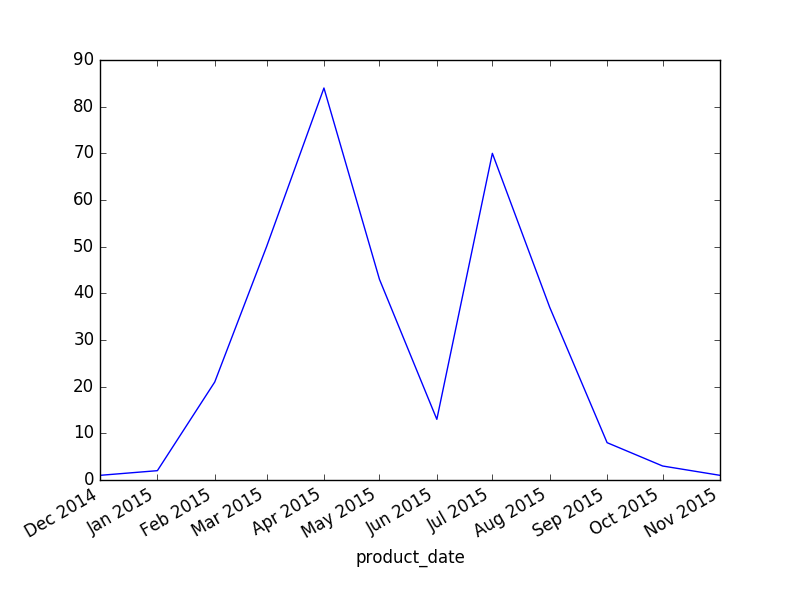 90
80
70
60
50
40
30
20
10
0
Dec 2014
Jan 2015
Feb 2015
Mar 2015
Apr 2015
May 2015
Jun 2015
Jul 2015
Aug 2015
Sep 2015
Oct 2015
Nov 2015
product_date